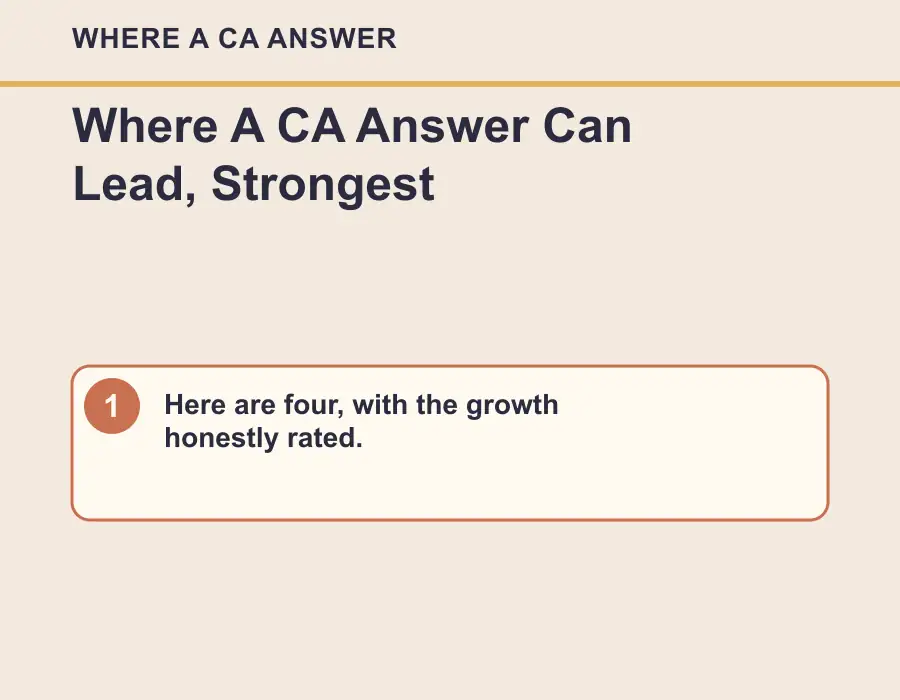 WHERE A CA ANSWER
Where A CA Answer Can
Lead, Strongest
1
Here are four, with the growth
honestly rated.